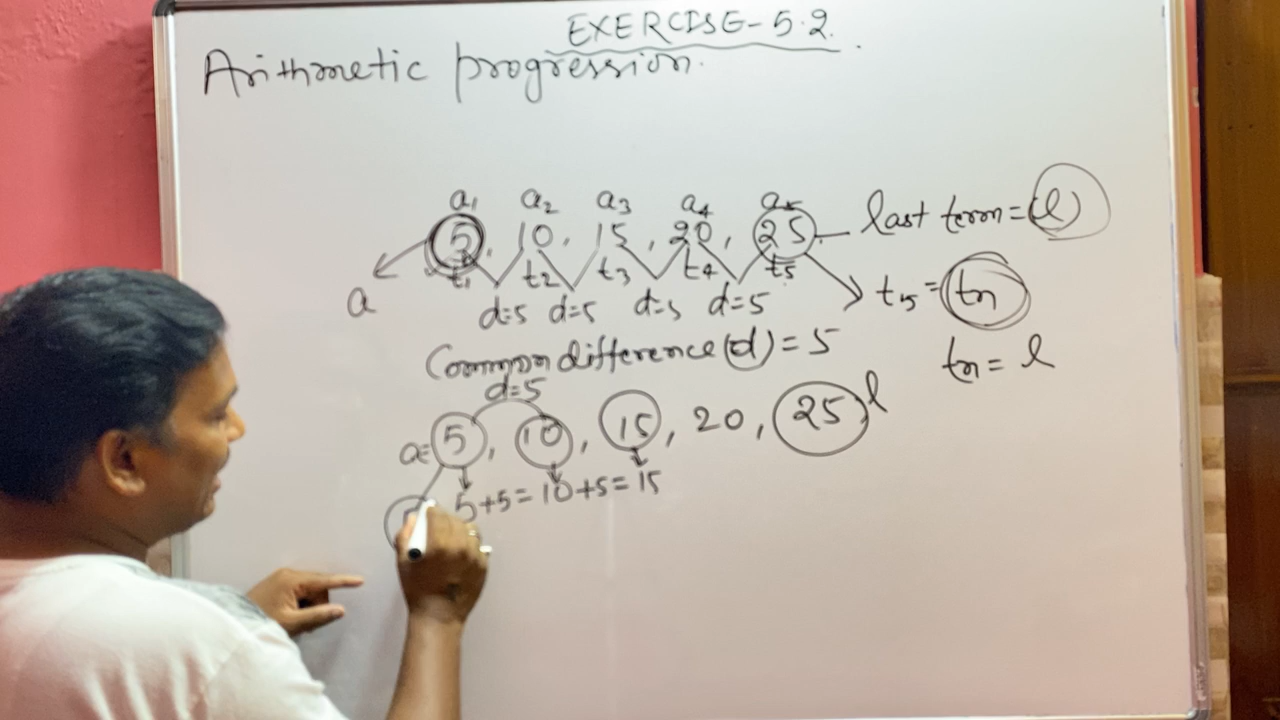 EXERCISE-5.2.
Arithmetic progression.
a1 a2 a3 a4 a5
5, 10, 15, 20, 25 last term = (l)
t1 t2 t3 t4 t5
a d=5 d=5 d=5 d=5 t5 = tn
Common difference (d) = 5 tn = l
d=5
a= 5, 10, 15, 20, 25 l
5+5=10+5=15